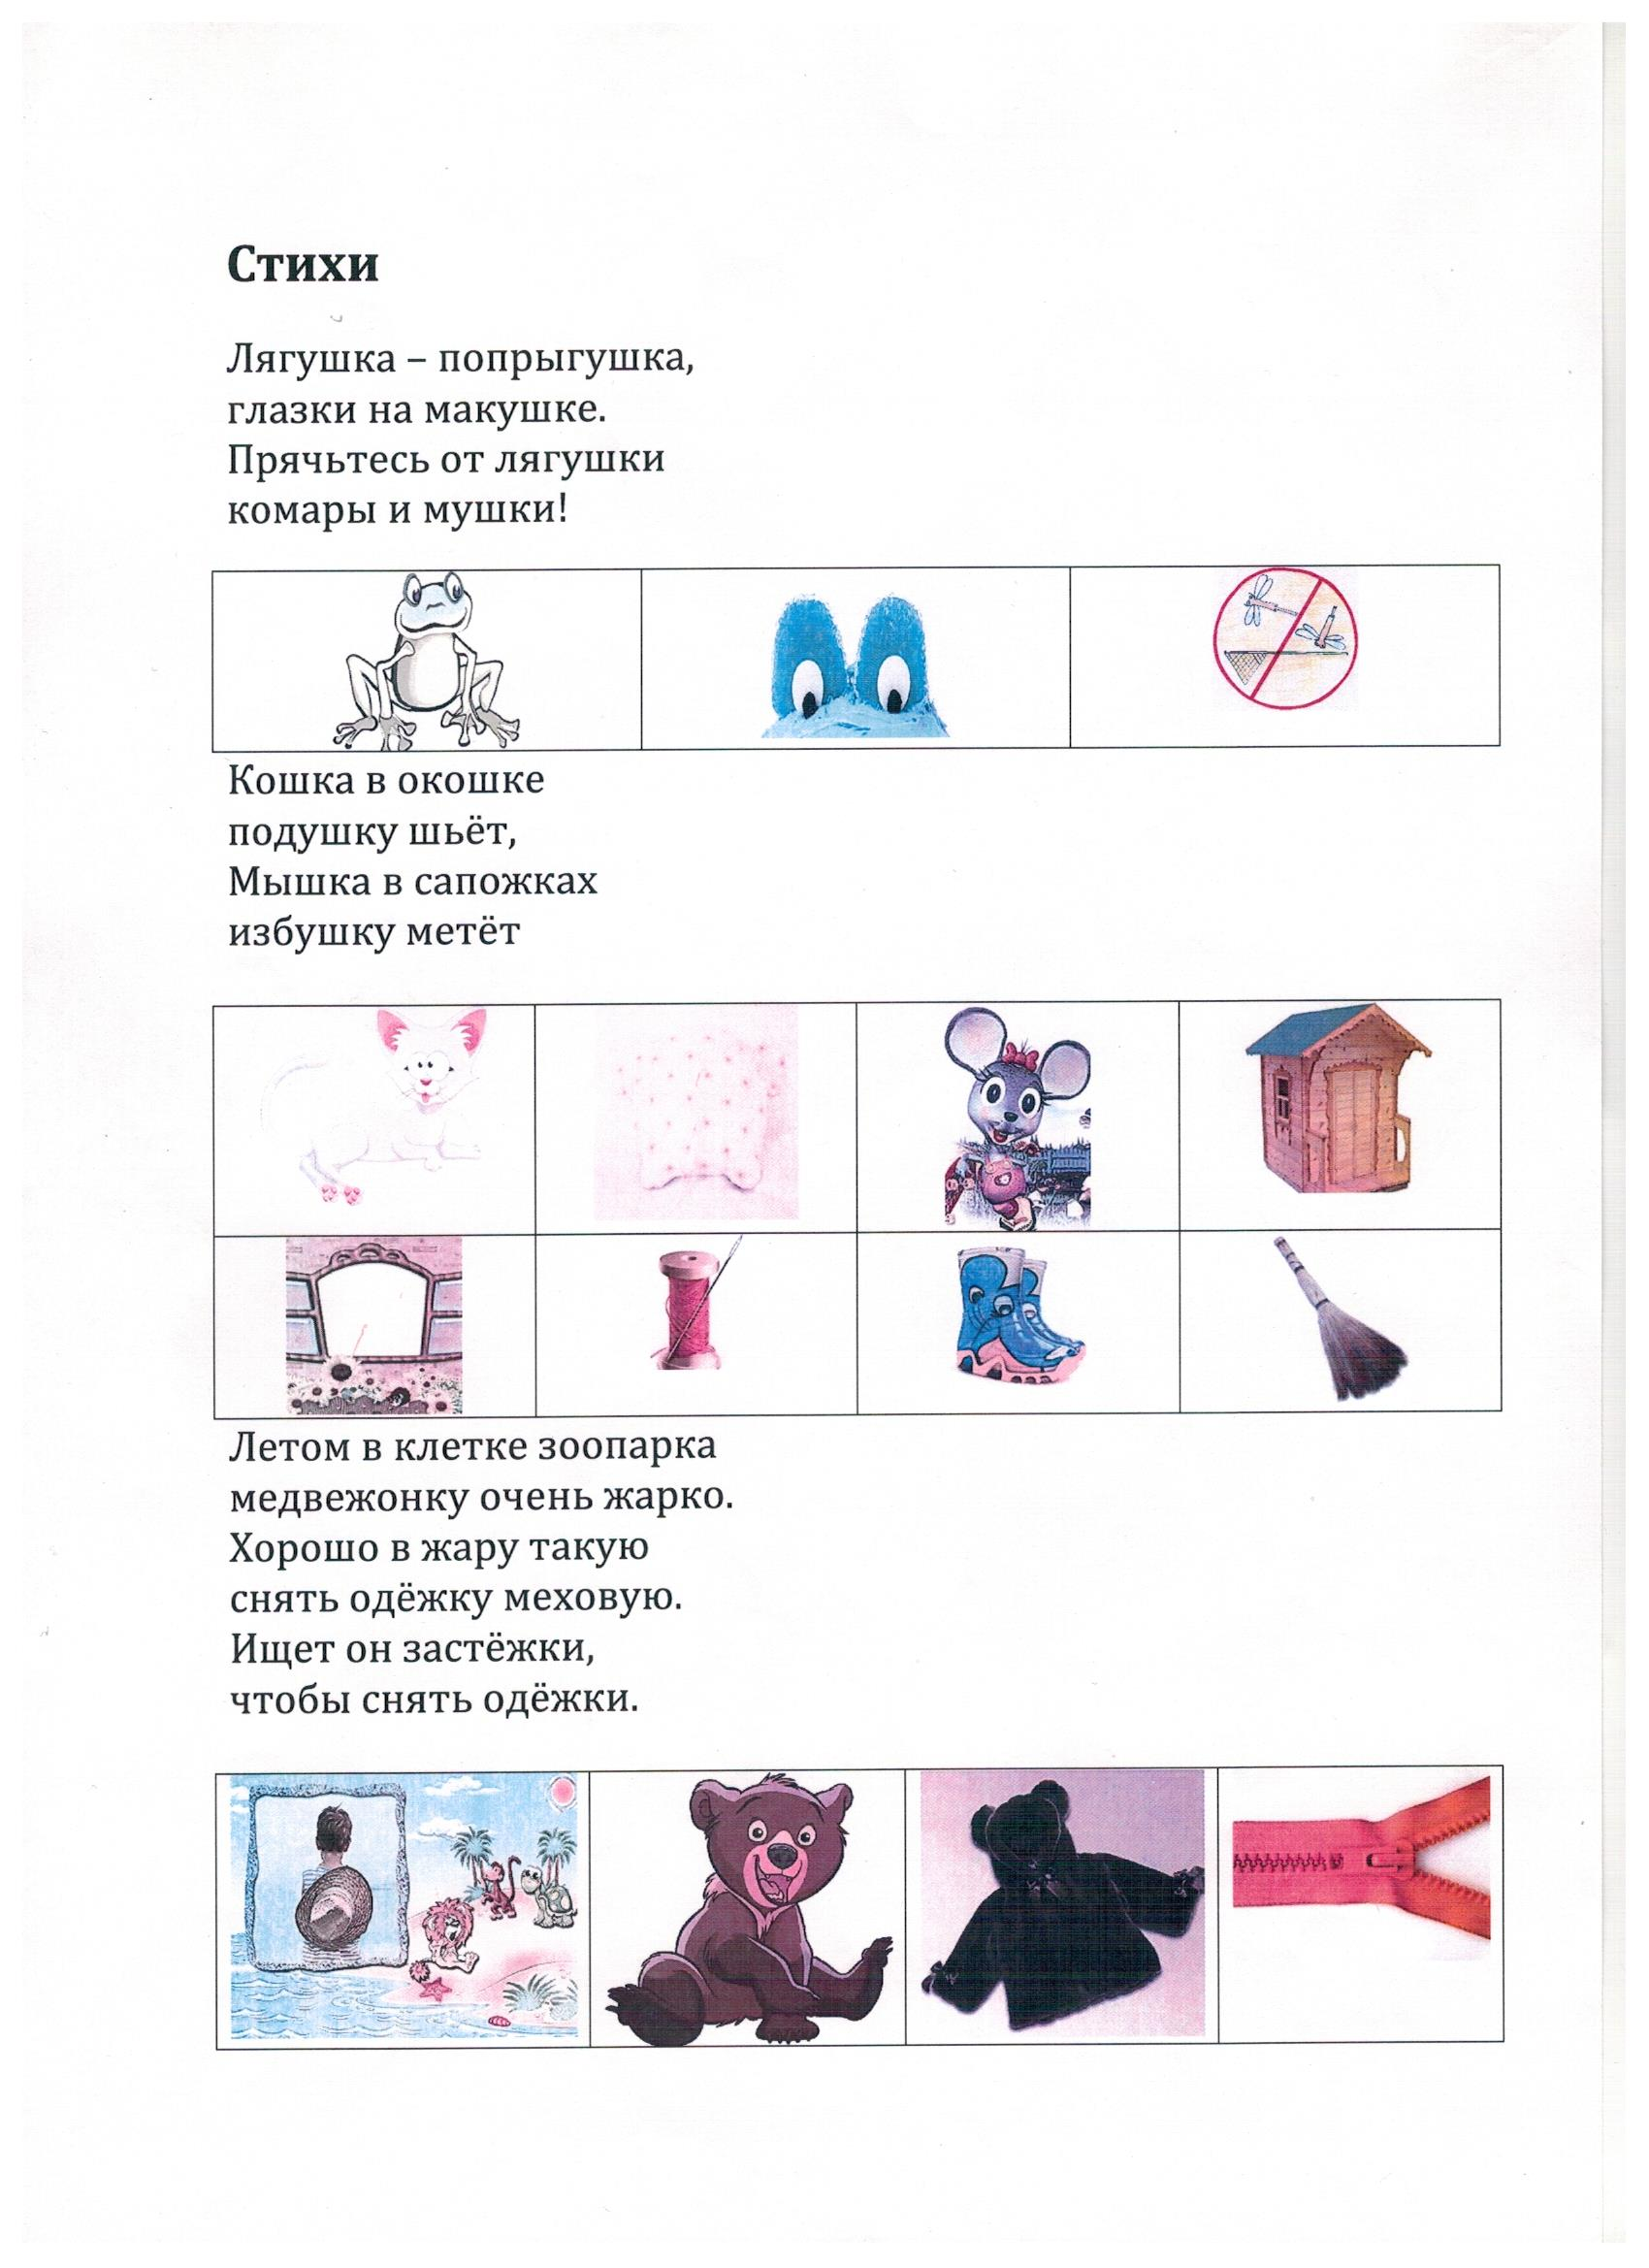 Стихи
Лягушка – попрыгушка,
глазки на макушке.
Прячьтесь от лягушки
комары и мушки!
Кошка в окошке
подушку шьёт,
Мышка в сапожках
избушку метёт
Летом в клетке зоопарка
медвежонку очень жарко.
Хорошо в жару такую
снять одёжку меховую.
Ищет он застёжки,
чтобы снять одёжки.